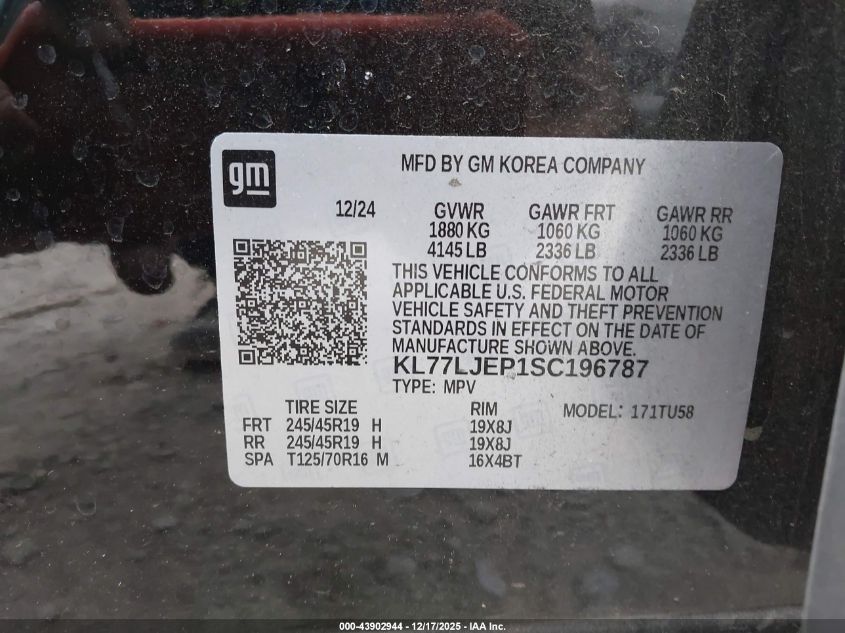 gm
MFD BY GM KOREA COMPANY
12/24 GVWR GAWR FRT GAWR RR
1880 KG 1060 KG 1060 KG
4145 LB 2336 LB 2336 LB
THIS VEHICLE CONFORMS TO ALL
APPLICABLE U.S. FEDERAL MOTOR
VEHICLE SAFETY AND THEFT PREVENTION
STANDARDS IN EFFECT ON THE DATE OF
MANUFACTURE SHOWN ABOVE.
KL77LJEP1SC196787
TYPE: MPV
TIRE SIZE RIM MODEL: 171TU58
FRT 245/45R19 H 19X8J
RR 245/45R19 H 19X8J
SPA T125/70R16 M 16X4BT
000-43902944 - 12/17/2025 - IAA Inc.